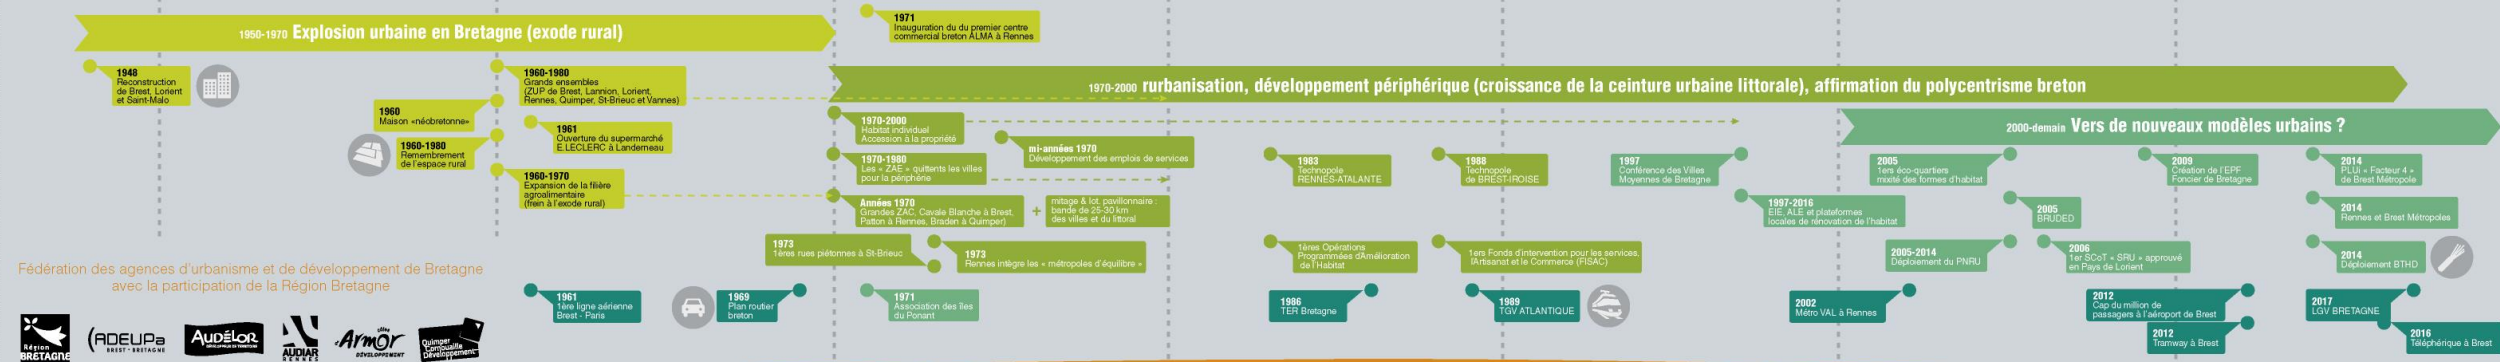 1950-1970 Explosion urbaine en Bretagne (exode rural)
1971
Inauguration du du premier centre
commercial breton ALMA à Rennes
1948
Reconstruction
de Brest, Lorient
et Saint-Malo
1960-1980
Grands ensembles
(ZUP de Brest, Lannion, Lorient,
Rennes, Quimper, St-Brieuc et Vannes)
1970-2000 rurbanisation, développement périphérique (croissance de la ceinture urbaine littorale), affirmation du polycentrisme breton
1960
Maison «néobretonne»
1961
Ouverture du supermarché
E.LECLERC à Landerneau
1960-1980
Remembrement
de l'espace rural
1960-1970
Expansion de la filière
agroalimentaire
(frein à l'exode rural)
1970-2000
Habitat individuel
Accession à la propriété
mi-années 1970
Développement des emplois de services
1970-1980
Les « ZAE » quittent les villes
pour la périphérie
Années 1970
Grandes ZAC, Cavale Blanche à Brest,
Patton à Rennes, Braden à Quimper)
+
mitage & lot. pavillonnaire :
bande de 25-30 km
des villes et du littoral
2000-demain Vers de nouveaux modèles urbains ?
1983
Technopole
RENNES-ATALANTE
1988
Technopole
de BREST-IROISE
1997
Conférence des Villes
Moyennes de Bretagne
2005
1ers éco-quartiers
mixité des formes d'habitat
2009
Création de l'EPF
Foncier de Bretagne
2014
PLUi « Facteur 4 »
de Brest Métropole
1997-2016
EIE, ALE et plateformes
locales de rénovation de l'habitat
2005
BRUDED
2014
Rennes et Brest Métropoles
1973
1ères rues piétonnes à St-Brieuc
1973
Rennes intègre les « métropoles d'équilibre »
1ères Opérations
Programmées d'Amélioration
de l'Habitat
1ers Fonds d'intervention pour les services,
l'Artisanat et le Commerce (FISAC)
2005-2014
Déploiement du PNRU
2006
1er SCoT « SRU » approuvé
en Pays de Lorient
2014
Déploiement BTHD
Fédération des agences d'urbanisme et de développement de Bretagne
avec la participation de la Région Bretagne
1961
1ère ligne aérienne
Brest - Paris
1969
Plan routier
breton
1971
Association des îles
du Ponant
1986
TER Bretagne
1989
TGV ATLANTIQUE
2002
Métro VAL à Rennes
2012
Cap du million de
passagers à l'aéroport de Brest
2017
LGV BRETAGNE
2012
Tramway à Brest
2016
Téléphérique à Brest
Région
BRETAGNE
ADEUPa
BREST • BRETAGNE
AUDÉLOR
AUDIAR
RENNES
côtes
d'Armor
DÉVELOPPEMENT
Quimper
Cornouaille
Développement